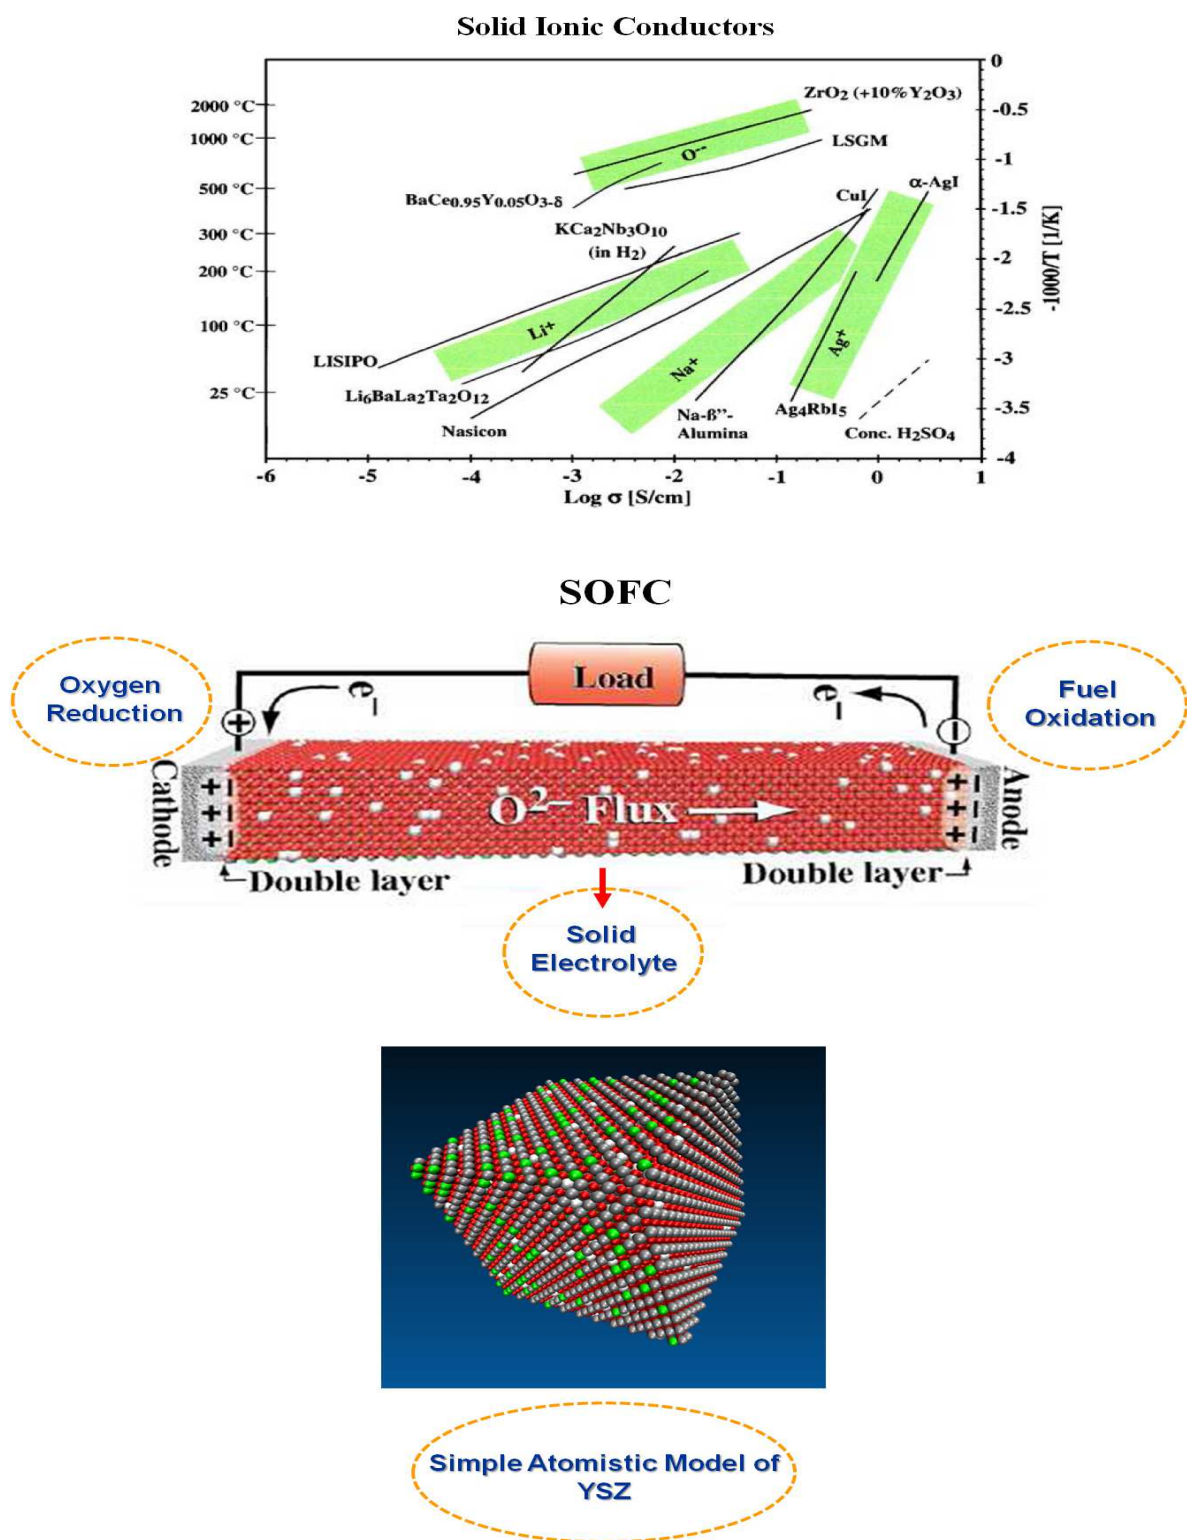 Solid Ionic Conductors
2000 °C
1000 °C
500 °C
400 °C
300 °C
200 °C
100 °C
25 °C
0
-0.5
-1
-1.5
-2
-2.5
-3
-3.5
-4
-1000/T [1/K]
ZrO₂ (+10%Y₂O₃)
O--
LSGM
BaCe0.95Y0.05O3-δ
CuI
α-AgI
KCa₂Nb₃O₁₀
(in H₂)
Li+
Na+
Ag+
LISIPO
Li₆BaLa₂Ta₂O₁₂
Nasicon
Na-ß”-
Alumina
Ag₄RbI₅
Conc. H₂SO₄
-6
-5
-4
-3
-2
-1
0
1
Log σ [S/cm]
SOFC
Oxygen
Reduction
e−
Load
e−
Fuel
Oxidation
+
−
Cathode
+ −
+ −
+ −
O²⁻ Flux
+ −
+ −
+ −
Anode
Double layer
Double layer
Solid
Electrolyte
Simple Atomistic Model of
YSZ